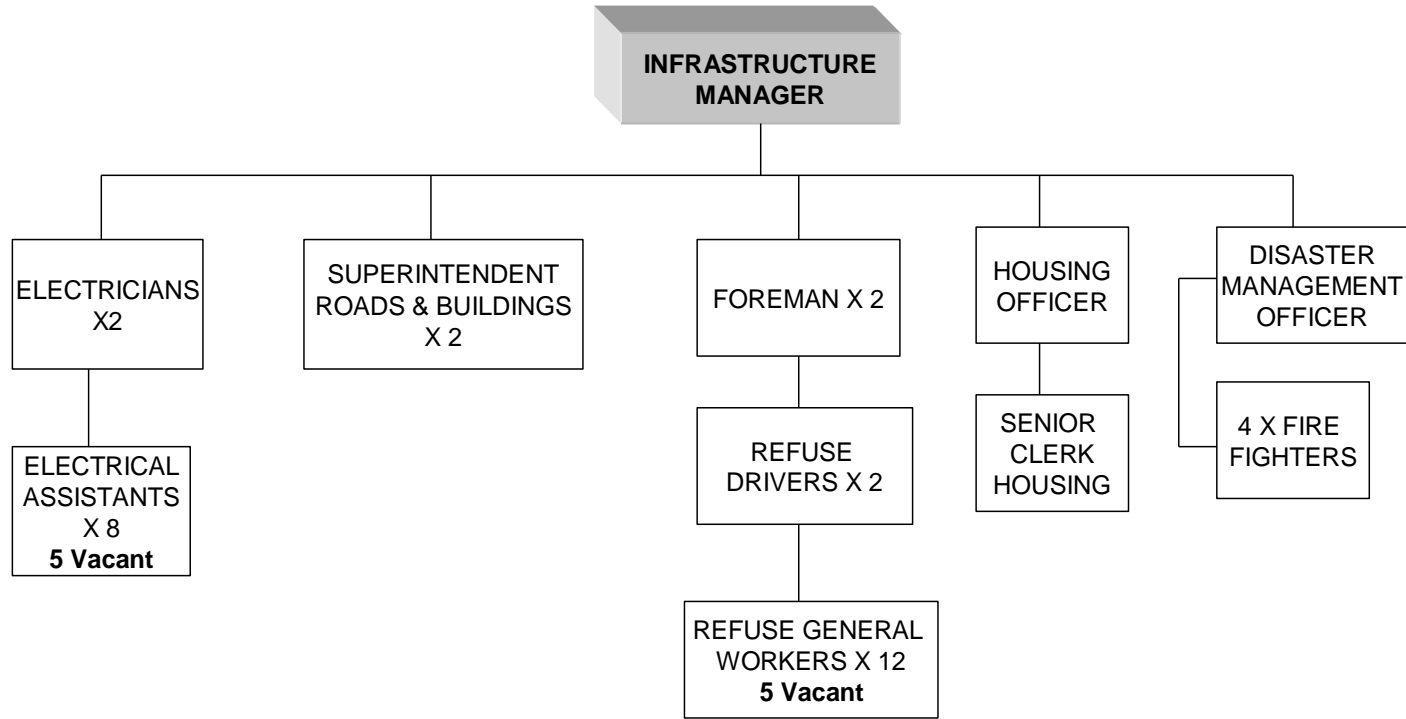 INFRASTRUCTURE
MANAGER
ELECTRICIANS
X2
SUPERINTENDENT
ROADS & BUILDINGS
X 2
FOREMAN X 2
HOUSING
OFFICER
DISASTER
MANAGEMENT
OFFICER
ELECTRICAL
ASSISTANTS
X 8
5 Vacant
REFUSE
DRIVERS X 2
SENIOR
CLERK
HOUSING
4 X FIRE
FIGHTERS
REFUSE GENERAL
WORKERS X 12
5 Vacant